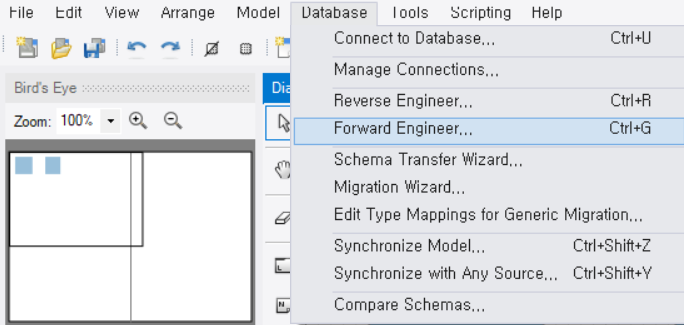 File Edit View Arrange Model Database Tools Scripting Help
Connect to Database... Ctrl+U
Manage Connections...
Bird's Eye
Dia
Reverse Engineer... Ctrl+R
Zoom: 100%
Forward Engineer... Ctrl+G
Schema Transfer Wizard...
Migration Wizard...
Edit Type Mappings for Generic Migration...
Synchronize Model... Ctrl+Shift+Z
Synchronize with Any Source... Ctrl+Shift+Y
Compare Schemas...